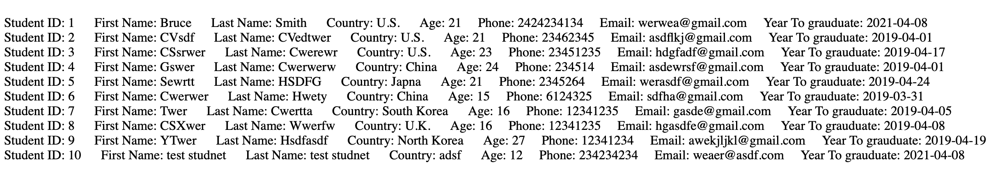 Student ID: 1 First Name: Bruce Last Name: Smith Country: U.S. Age: 21 Phone: 2424234134 Email: werwea@gmail.com Year To grauduate: 2021-04-08
Student ID: 2 First Name: CVsdf Last Name: CVedtwer Country: U.S. Age: 21 Phone: 23462345 Email: asdflkj@gmail.com Year To grauduate: 2019-04-01
Student ID: 3 First Name: CSsrwer Last Name: Cwerewr Country: U.S. Age: 23 Phone: 23451235 Email: hdgfadf@gmail.com Year To grauduate: 2019-04-17
Student ID: 4 First Name: Gswer Last Name: Cwerwerw Country: China Age: 24 Phone: 234514 Email: asdewrsf@gmail.com Year To grauduate: 2019-04-01
Student ID: 5 First Name: Sewrtt Last Name: HSDFG Country: Japna Age: 21 Phone: 2345264 Email: werasdf@gmail.com Year To grauduate: 2019-04-24
Student ID: 6 First Name: Cwerwer Last Name: Hwety Country: China Age: 15 Phone: 6124325 Email: sdfha@gmail.com Year To grauduate: 2019-03-31
Student ID: 7 First Name: Twer Last Name: Cwertta Country: South Korea Age: 16 Phone: 12341235 Email: gasde@gmail.com Year To grauduate: 2019-04-05
Student ID: 8 First Name: CSXwer Last Name: Wwerfw Country: U.K. Age: 16 Phone: 12341235 Email: hgasdfe@gmail.com Year To grauduate: 2019-04-08
Student ID: 9 First Name: YTwer Last Name: Hsdfasdf Country: North Korea Age: 27 Phone: 12341234 Email: awekjljkl@gmail.com Year To grauduate: 2019-04-19
Student ID: 10 First Name: test studnet Last Name: test studnet Country: adsf Age: 12 Phone: 234234234 Email: weaer@asdf.com Year To grauduate: 2021-04-08